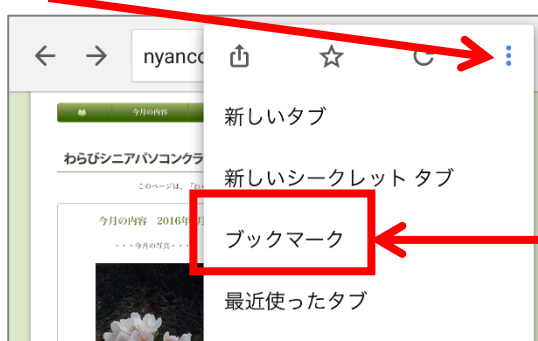 nyanc
新しいタブ
今月の内容
わらびシニアパソコンクラ
新しいシークレット タブ
このページは、「わら
今月の内容 2016年
ブックマーク
・・・今月の写真・・・
最近使ったタブ